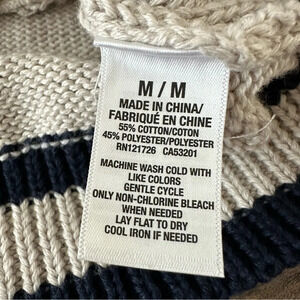 M / M
MADE IN CHINA/
FABRIQUÉ EN CHINE
55% COTTON/COTON
45% POLYESTER/POLYESTER
RN121726 CA53201
MACHINE WASH COLD WITH
LIKE COLORS
GENTLE CYCLE
ONLY NON-CHLORINE BLEACH
WHEN NEEDED
LAY FLAT TO DRY
COOL IRON IF NEEDED